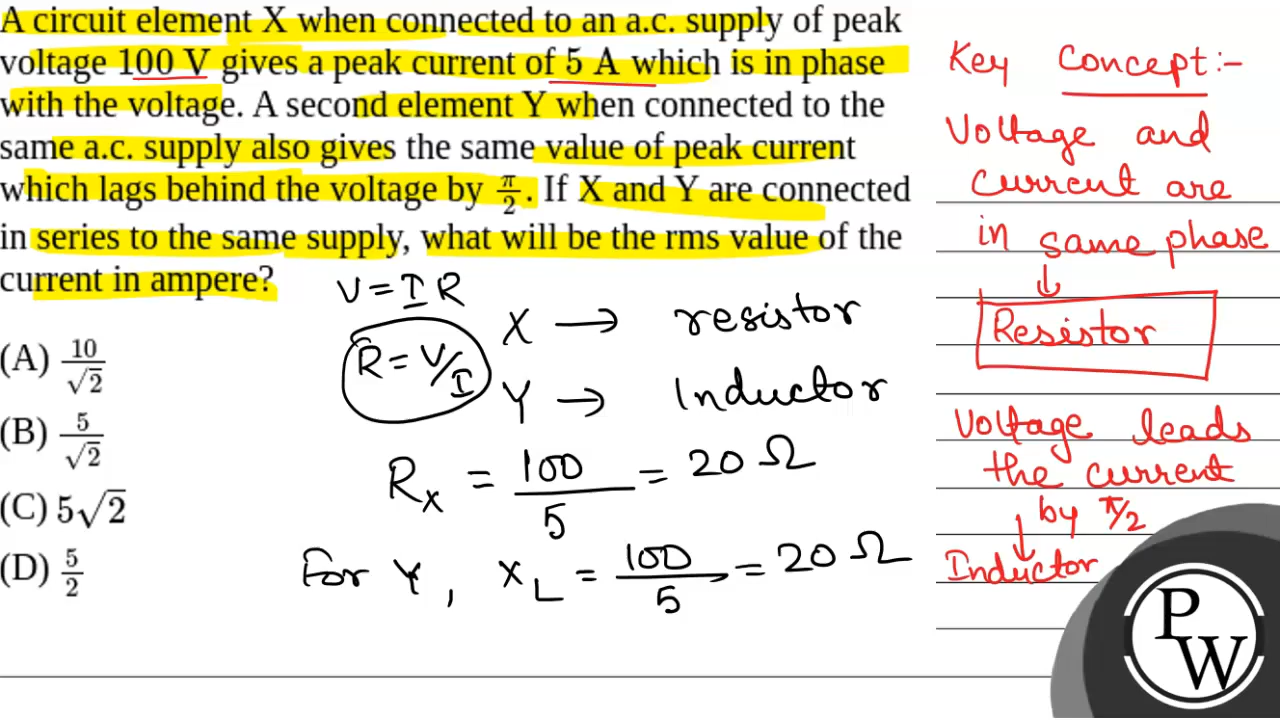 A circuit element X when connected to an a.c. supply of peak
voltage 100 V gives a peak current of 5 A which is in phase
with the voltage. A second element Y when connected to the
same a.c. supply also gives the same value of peak current
which lags behind the voltage by π/2. If X and Y are connected
in series to the same supply, what will be the rms value of the
current in ampere?
(A) 10/√2
(B) 5/√2
(C) 5√2
(D) 5/2
V = I R
R = V/I
X → resistor
Y → Inductor
Rx = 100/5 = 20 Ω
For Y, XL = 100/5 = 20 Ω
Key Concept:-
Voltage and
current are
in same phase
↓
Resistor
Voltage leads
the current
by π/2
↓
Inductor
PW